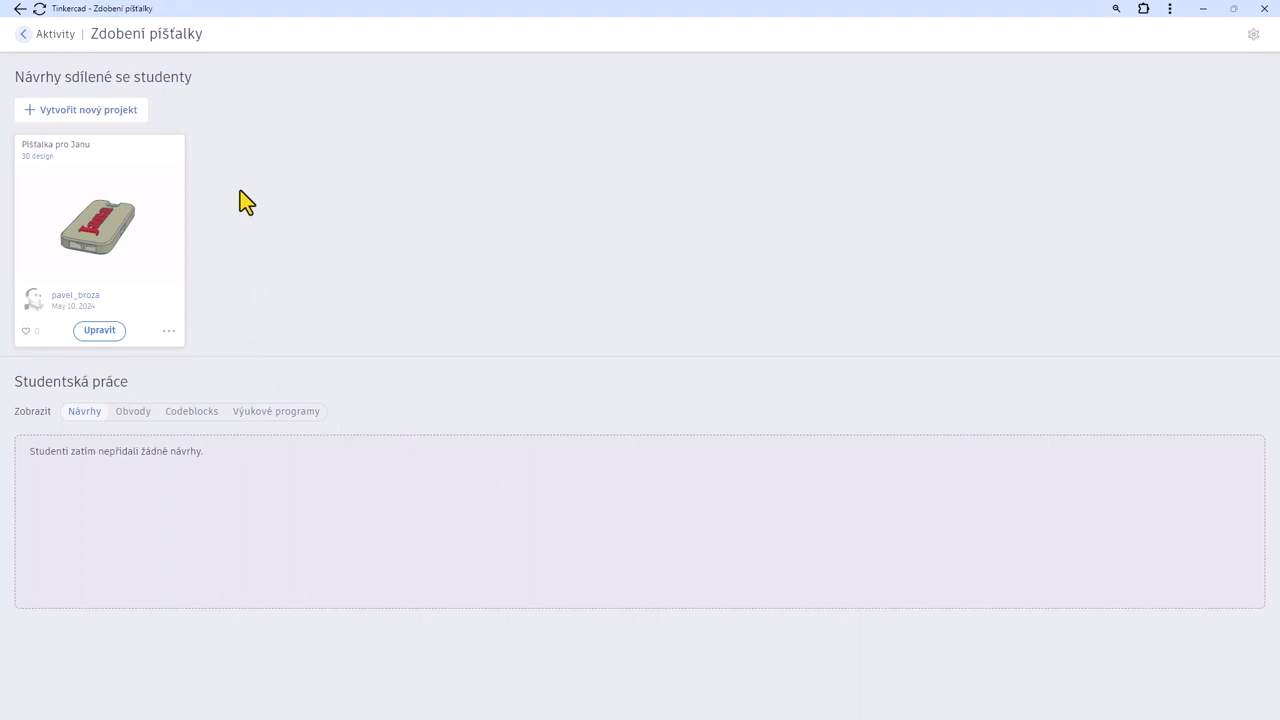 Tinkercad - Zdobení píšťalky
Aktivity | Zdobení píšťalky
Návrhy sdílené se studenty
+ Vytvořit nový projekt
Píšťalka pro Janu
3D design
Jana
pavel_broza
May 10, 2024
0
Upravit
Studentská práce
Zobrazit Návrhy Obvody Codeblocks Výukové programy
Studenti zatím nepřidali žádné návrhy.